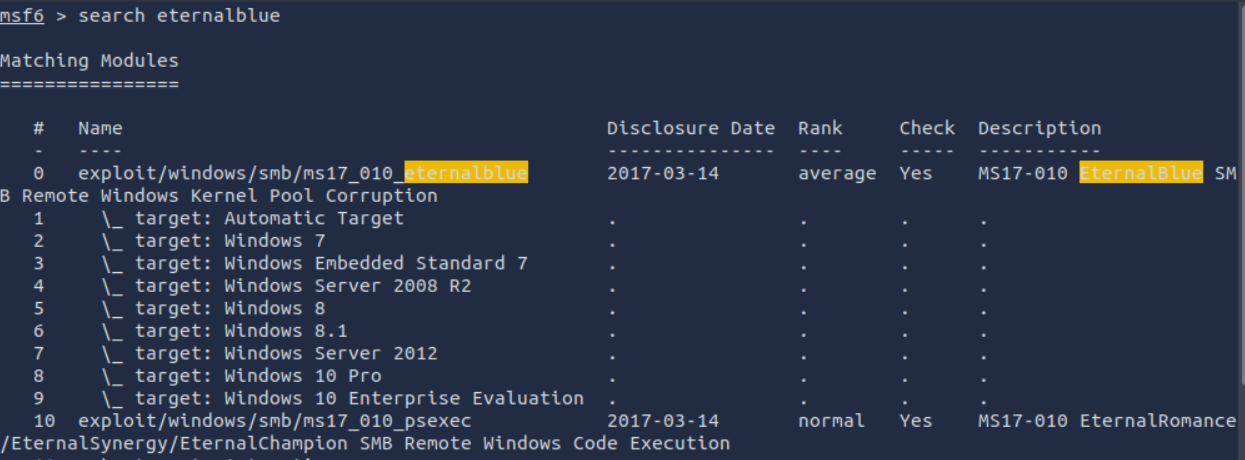 msf6 > search eternalblue
Matching Modules
================
# Name Disclosure Date Rank Check Description
- ---- --------------- ---- ----- -----------
0 exploit/windows/smb/ms17_010_eternalblue 2017-03-14 average Yes MS17-010 EternalBlue SM
B Remote Windows Kernel Pool Corruption
1 \_ target: Automatic Target . . . .
2 \_ target: Windows 7 . . . .
3 \_ target: Windows Embedded Standard 7 . . . .
4 \_ target: Windows Server 2008 R2 . . . .
5 \_ target: Windows 8 . . . .
6 \_ target: Windows 8.1 . . . .
7 \_ target: Windows Server 2012 . . . .
8 \_ target: Windows 10 Pro . . . .
9 \_ target: Windows 10 Enterprise Evaluation . . . .
10 exploit/windows/smb/ms17_010_psexec 2017-03-14 normal Yes MS17-010 EternalRomance
/EternalSynergy/EternalChampion SMB Remote Windows Code Execution